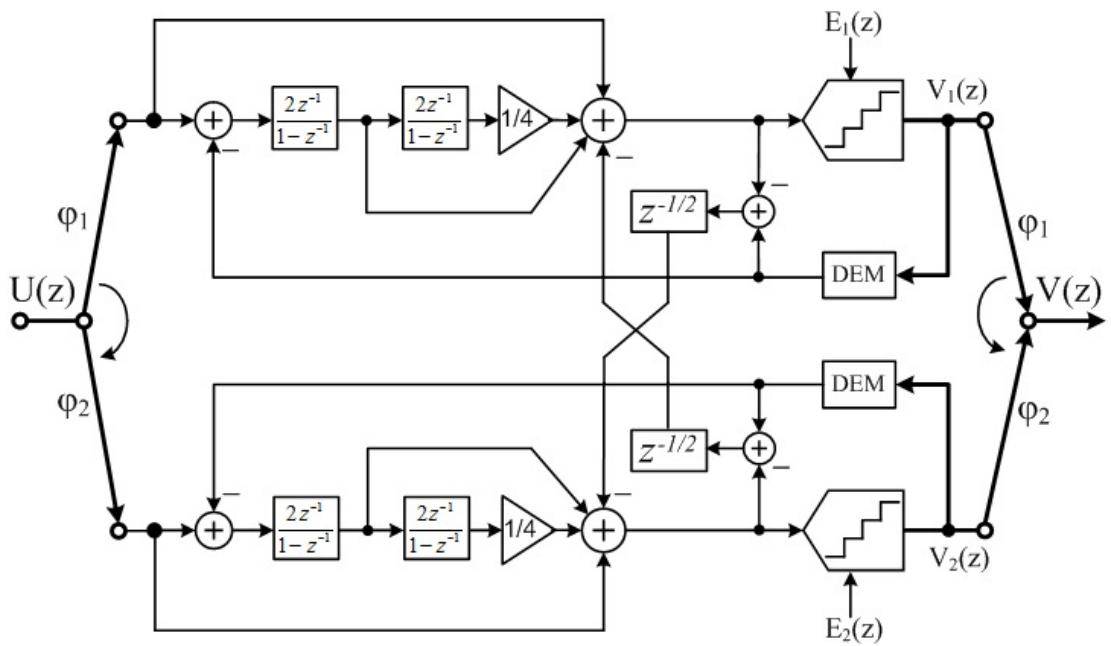 E₁(z)
V₁(z)
2z⁻¹
1−z⁻¹
2z⁻¹
1−z⁻¹
1/4
+
+
−
−
−
φ₁
z⁻¹/²
+
φ₁
DEM
U(z)
V(z)
DEM
φ₂
φ₂
z⁻¹/²
+
−
−
−
2z⁻¹
1−z⁻¹
2z⁻¹
1−z⁻¹
1/4
+
+
V₂(z)
E₂(z)